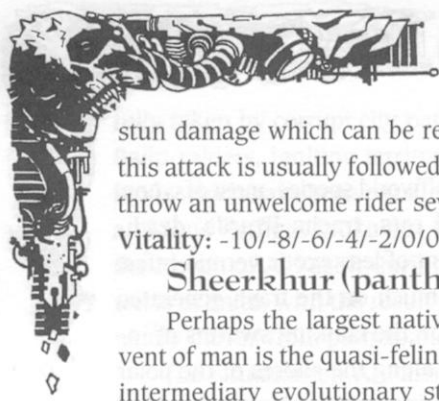 stun damage which can be re
this attack is usually followed
throw an unwelcome rider sev
Vitality: -10/-8/-6/-4/-2/0/0
Sheerkhur (panth
Perhaps the largest nativ
vent of man is the quasi-felin
intermediary evolutionary st